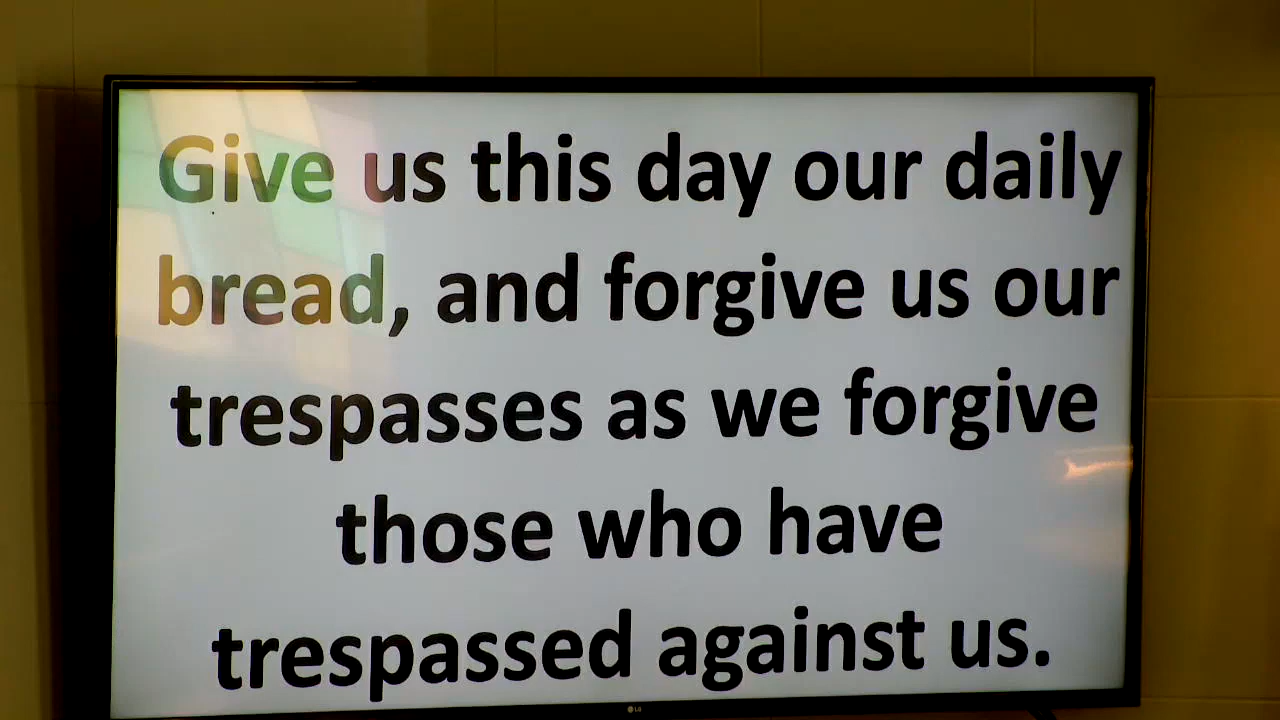 Give us this day our daily
bread, and forgive us our
trespasses as we forgive
those who have
trespassed against us.
LG